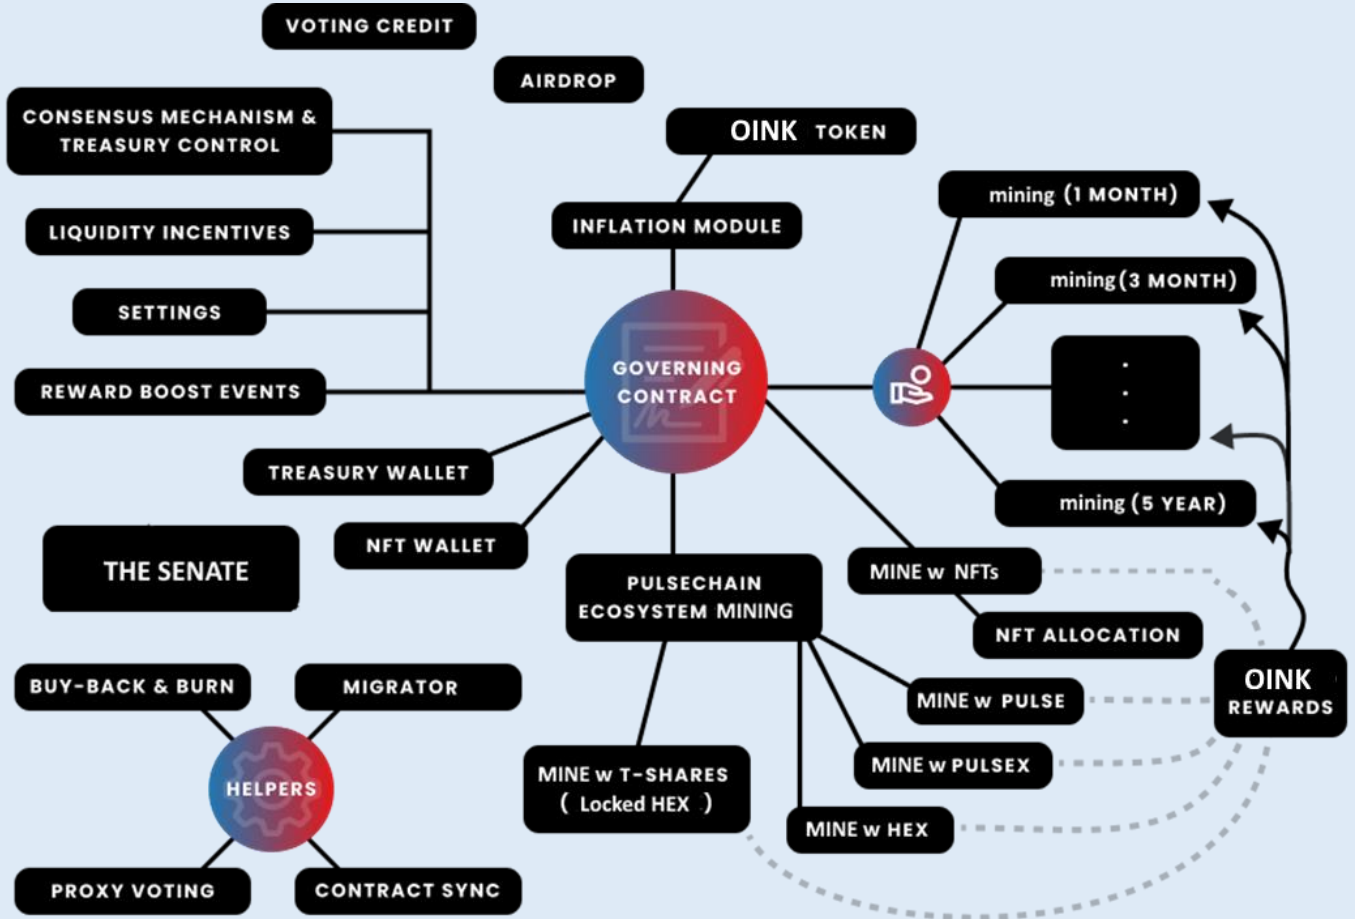 VOTING CREDIT
AIRDROP
CONSENSUS MECHANISM &
TREASURY CONTROL
OINK TOKEN
mining (1 MONTH)
LIQUIDITY INCENTIVES
INFLATION MODULE
mining (3 MONTH)
SETTINGS
GOVERNING
CONTRACT
.
.
.
REWARD BOOST EVENTS
TREASURY WALLET
mining (5 YEAR)
NFT WALLET
THE SENATE
PULSECHAIN
ECOSYSTEM MINING
MINE w NFTs
NFT ALLOCATION
OINK
REWARDS
BUY-BACK & BURN
MIGRATOR
MINE w PULSE
HELPERS
MINE w T-SHARES
( Locked HEX )
MINE w PULSEX
MINE w HEX
PROXY VOTING
CONTRACT SYNC